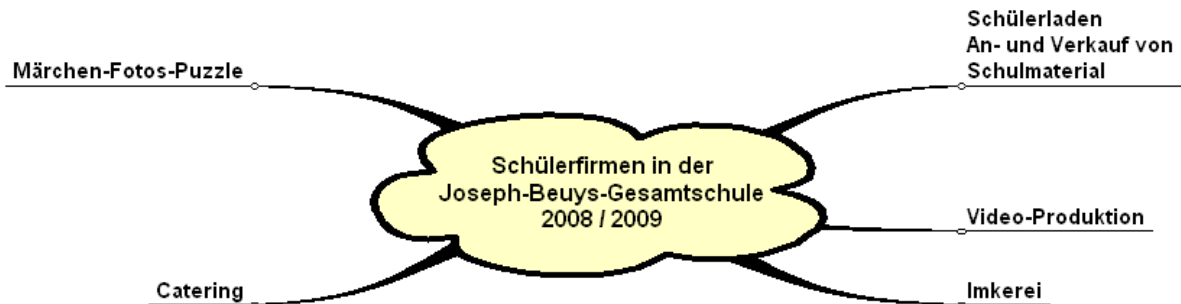 Schülerladen
An- und Verkauf von
Schulmaterial
Märchen-Fotos-Puzzle
Schülerfirmen in der
Joseph-Beuys-Gesamtschule
2008 / 2009
Video-Produktion
Catering
Imkerei